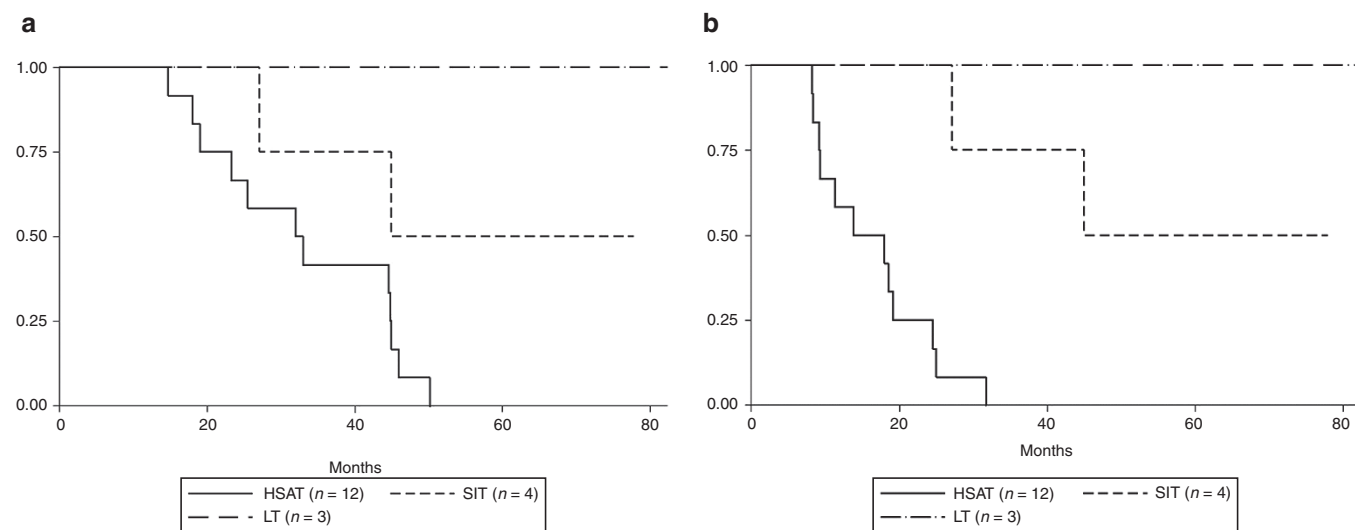 a
1.00
0.75
0.50
0.25
0.00
0 20 40 60 80
Months
HSAT (n = 12) SIT (n = 4)
LT (n = 3)
b
1.00
0.75
0.50
0.25
0.00
0 20 40 60 80
Months
HSAT (n = 12) SIT (n = 4)
LT (n = 3)